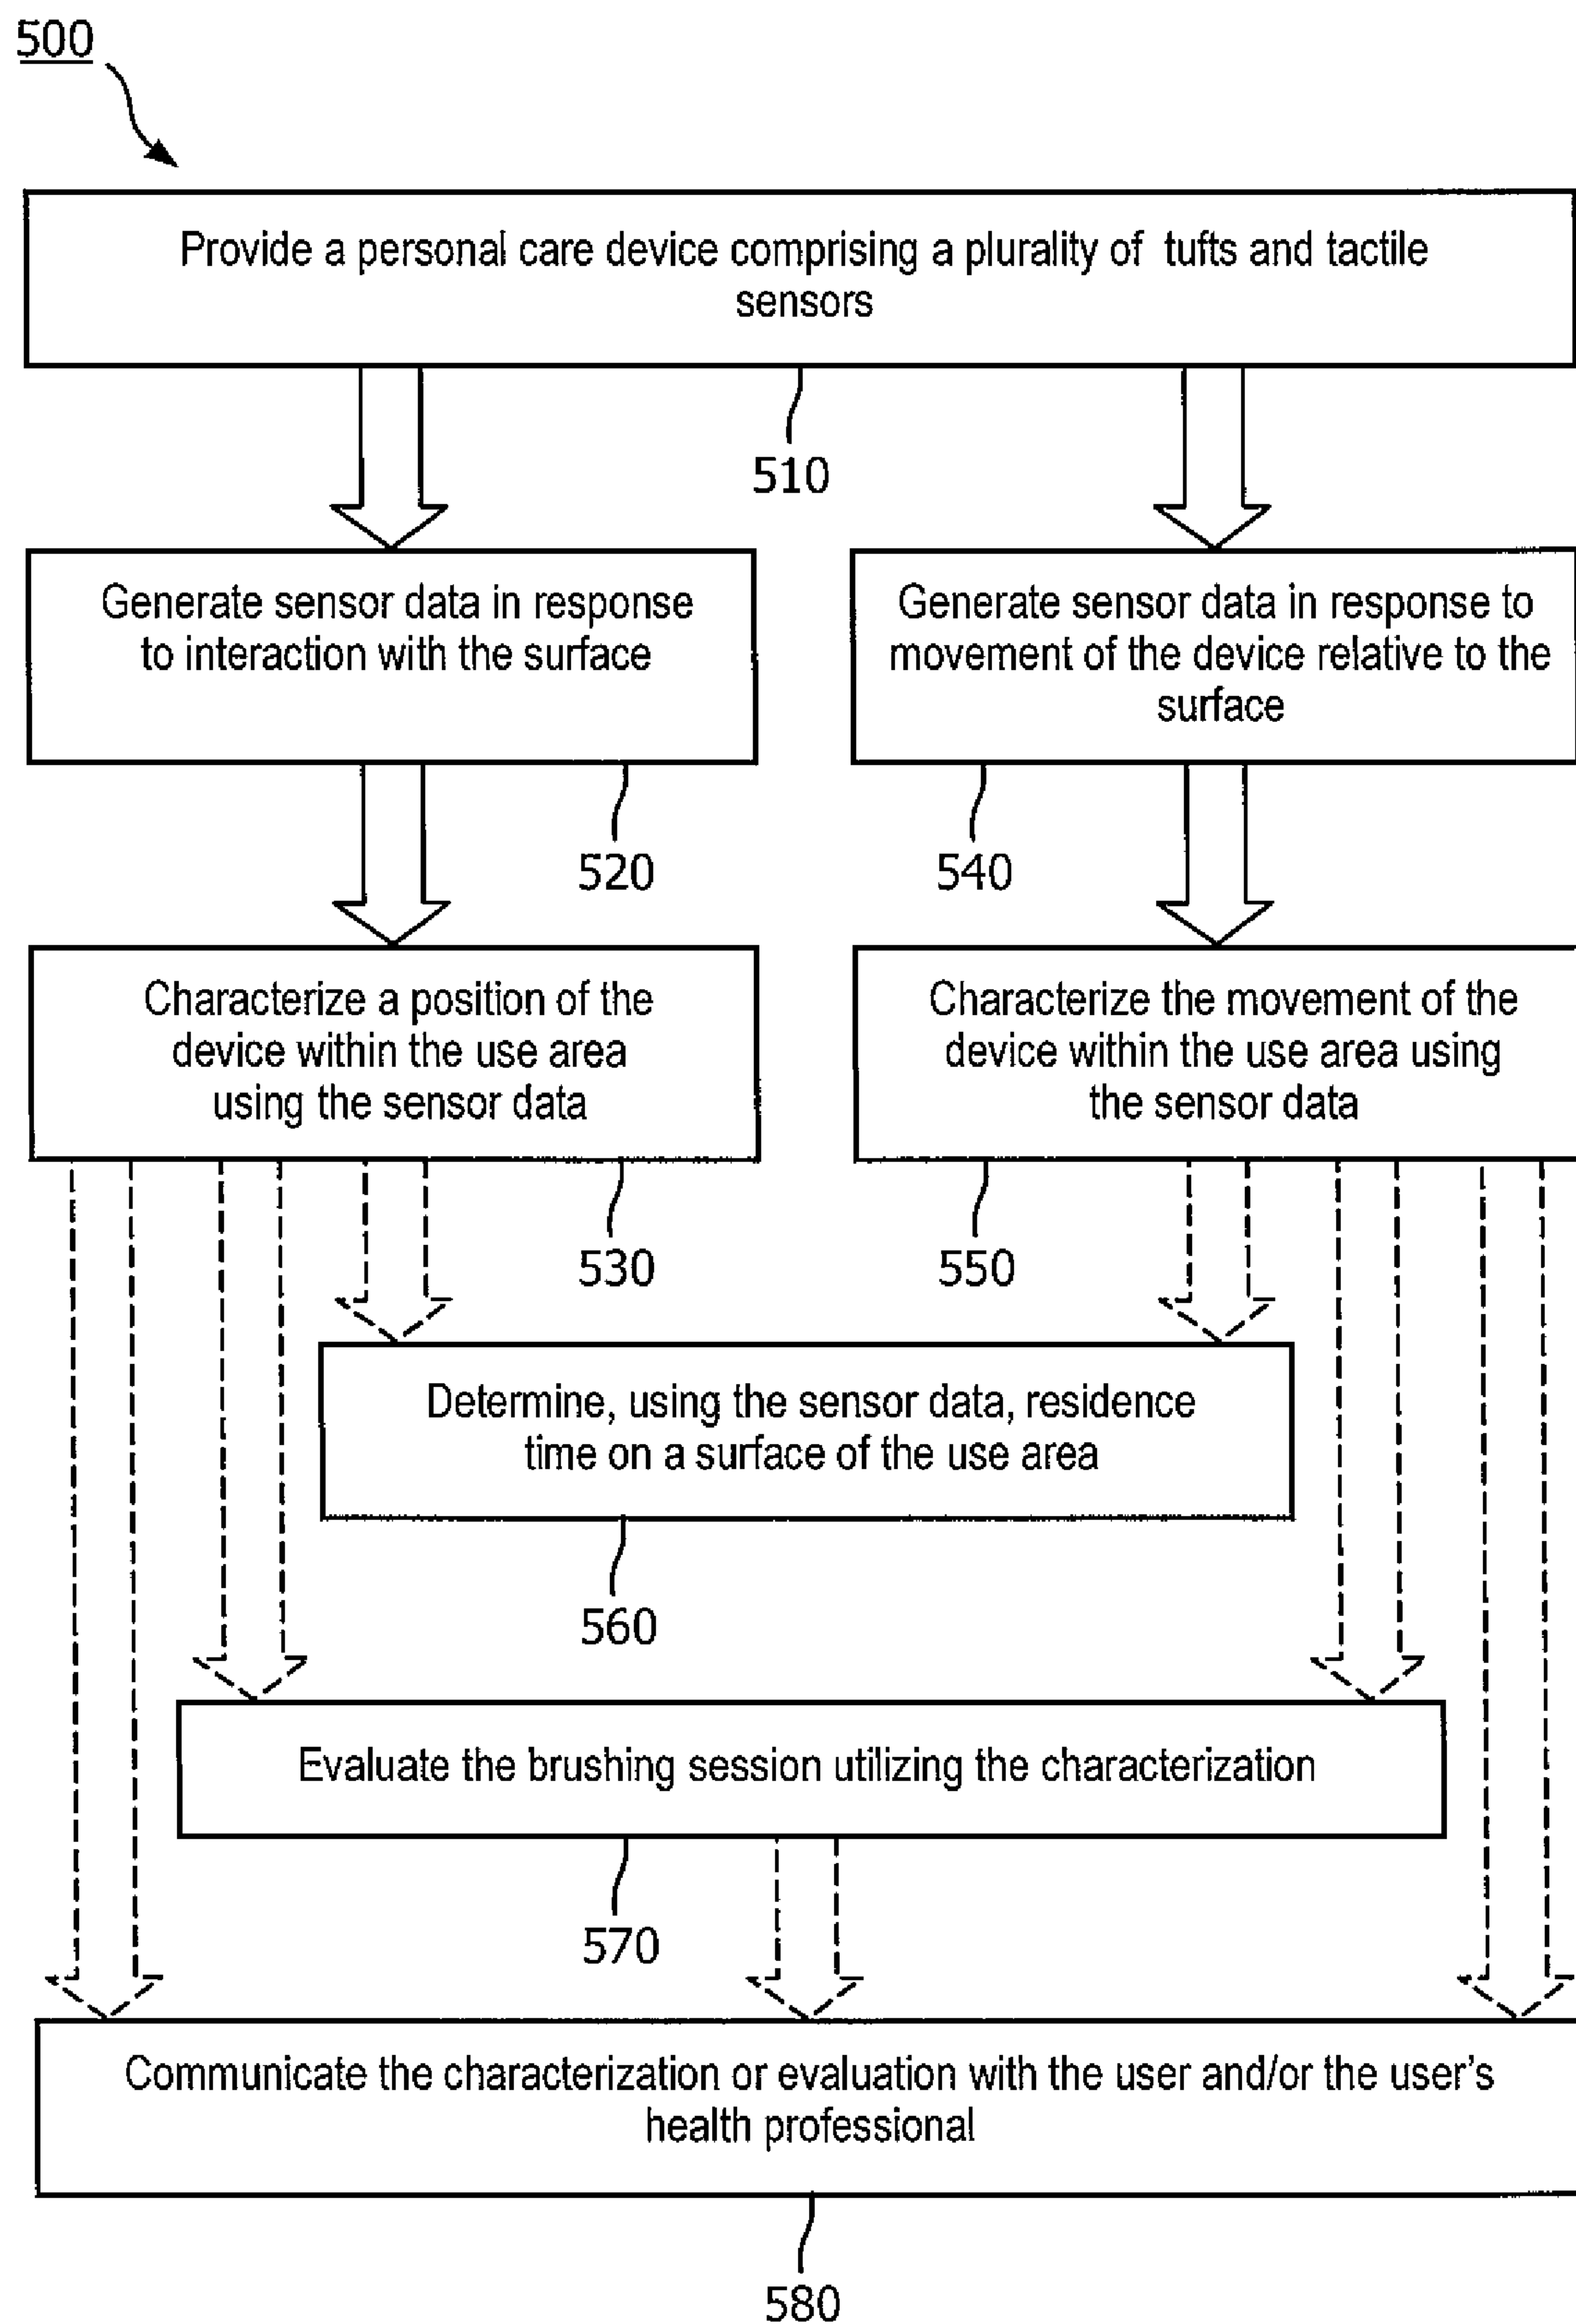 500
Provide a personal care device comprising a plurality of tufts and tactile
sensors
510
Generate sensor data in response
to interaction with the surface
520
Generate sensor data in response to
movement of the device relative to the
surface
540
Characterize a position of the
device within the use area
using the sensor data
530
Characterize the movement of the
device within the use area using
the sensor data
550
Determine, using the sensor data, residence
time on a surface of the use area
560
Evaluate the brushing session utilizing the characterization
570
Communicate the characterization or evaluation with the user and/or the user's
health professional
580